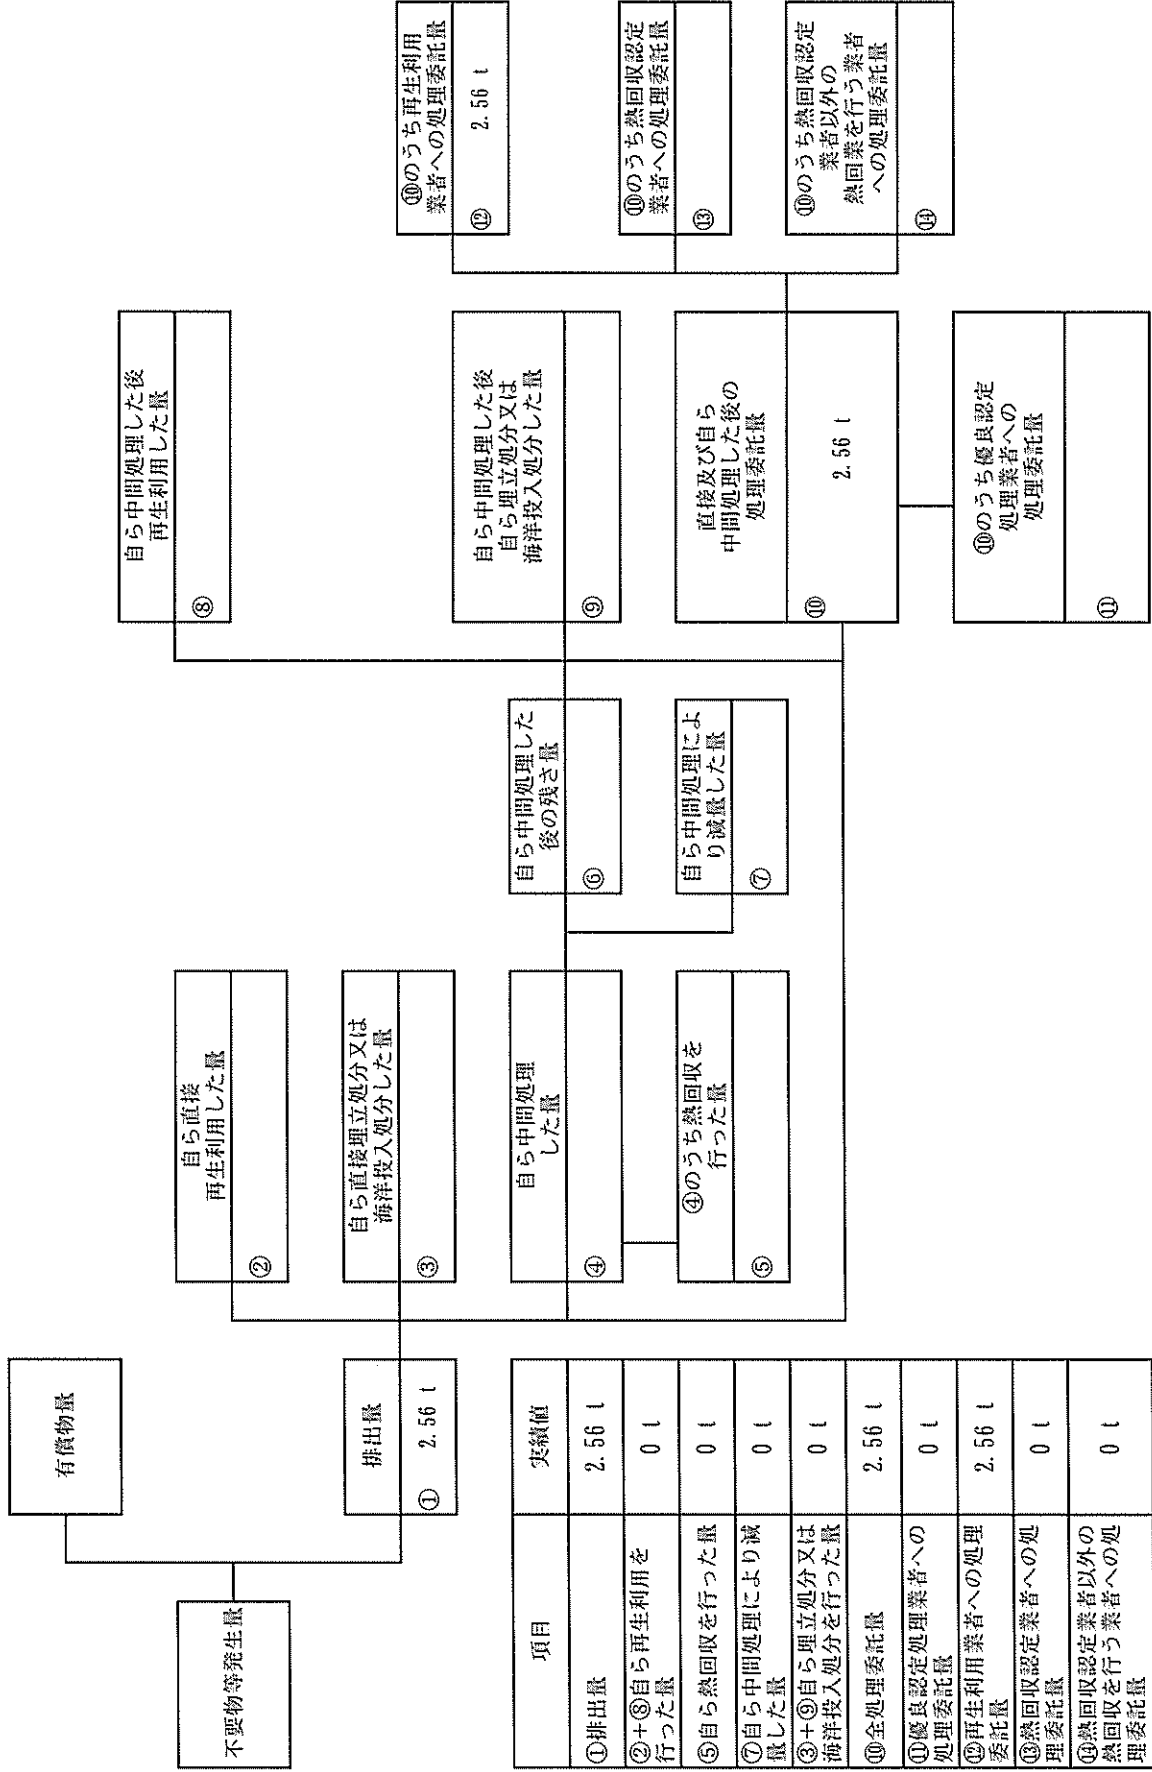 不要物等発生量
有償物量
排出量
① 2.56 t
自ら直接
再生利用した量
②
自ら直接埋立処分又は
海洋投入処分した量
③
自ら中間処理
した量
④
④のうち熱回収を
行った量
⑤
自ら中間処理した
後の残さ量
⑥
自ら中間処理によ
り減量した量
⑦
自ら中間処理した後
再生利用した量
⑧
自ら中間処理した後
自ら埋立処分又は
海洋投入処分した量
⑨
直接及び自ら
中間処理した後の
処理委託量
⑩ 2.56 t
⑩のうち優良認定
処理業者への
処理委託量
⑪
⑩のうち再生利用
業者への処理委託量
⑫ 2.56 t
⑩のうち熱回収認定
業者への処理委託量
⑬
⑩のうち熱回収認定
業者以外の
熱回業を行う業者
への処理委託量
⑭
項目 実績値
①排出量 2.56 t
②+⑧自ら再生利用を
行った量 0 t
⑤自ら熱回収を行った量 0 t
⑦自ら中間処理により減
量した量 0 t
③+⑨自ら埋立処分又は
海洋投入処分を行った量 0 t
⑩全処理委託量 2.56 t
⑪優良認定処理業者への
処理委託量 0 t
⑫再生利用業者への処理
委託量 2.56 t
⑬熱回収認定業者への処
理委託量 0 t
⑭熱回収認定業者以外の
熱回収を行う業者への処
理委託量 0 t